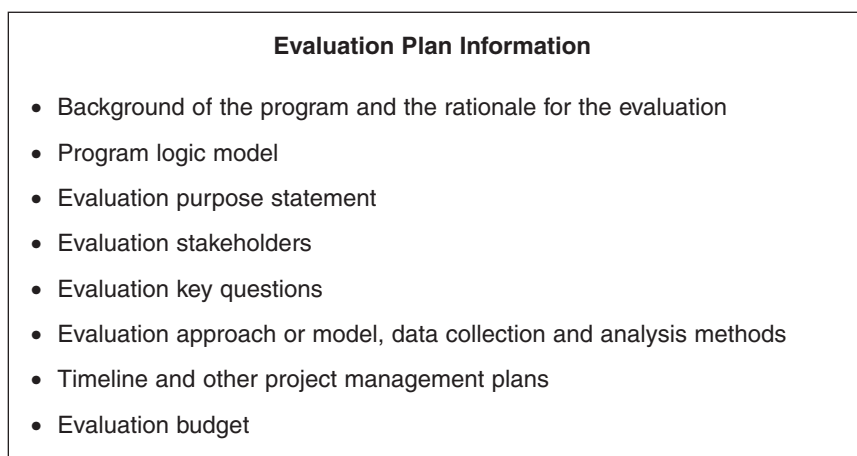 Evaluation Plan Information
• Background of the program and the rationale for the evaluation
• Program logic model
• Evaluation purpose statement
• Evaluation stakeholders
• Evaluation key questions
• Evaluation approach or model, data collection and analysis methods
• Timeline and other project management plans
• Evaluation budget